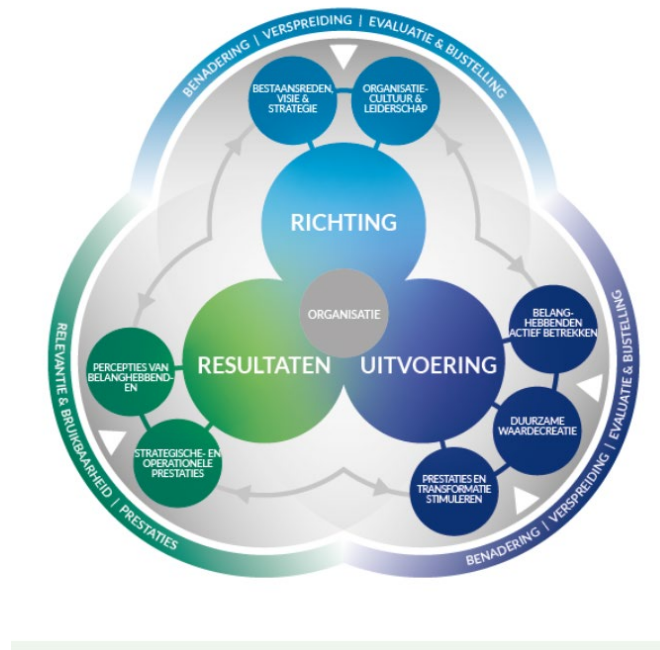 BENADERING | VERSPREIDING | EVALUATIE & BIJSTELLING
BESTAANSREDEN,
VISIE &
STRATEGIE
ORGANISATIE-
CULTUUR &
LEIDERSCHAP
RICHTING
ORGANISATIE
RESULTATEN
UITVOERING
BELANG-
HEBBENDEN
ACTIEF BETREKKEN
DUURZAME
WAARDECREATIE
PRESTATIES EN
TRANSFORMATIE
STIMULEREN
BENADERING | VERSPREIDING | EVALUATIE & BIJSTELLING
PERCEPTIES VAN
BELANGHEBBEND-
EN
STRATEGISCHE- EN
OPERATIONELE
PRESTATIES
RELEVANTIE & BRUIKBAARHEID | PRESTATIES